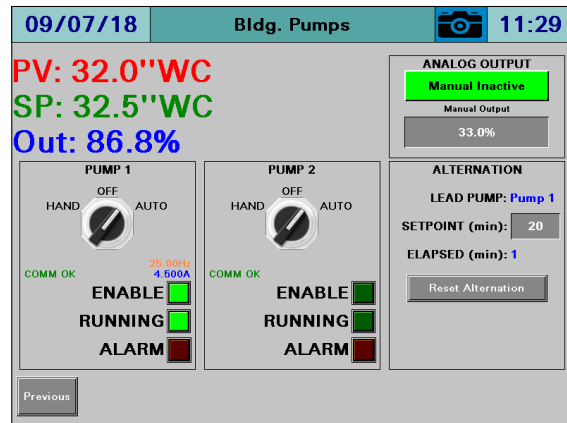 09/07/18 Bldg. Pumps 11:29
PV: 32.0''WC
SP: 32.5''WC
Out: 86.8%
ANALOG OUTPUT
Manual Inactive
Manual Output
33.0%
PUMP 1
OFF
HAND AUTO
25.00Hz
COMM OK 4.500A
ENABLE
RUNNING
ALARM
PUMP 2
OFF
HAND AUTO
COMM OK
ENABLE
RUNNING
ALARM
ALTERNATION
LEAD PUMP: Pump 1
SETPOINT (min): 20
ELAPSED (min): 1
Reset Alternation
Previous